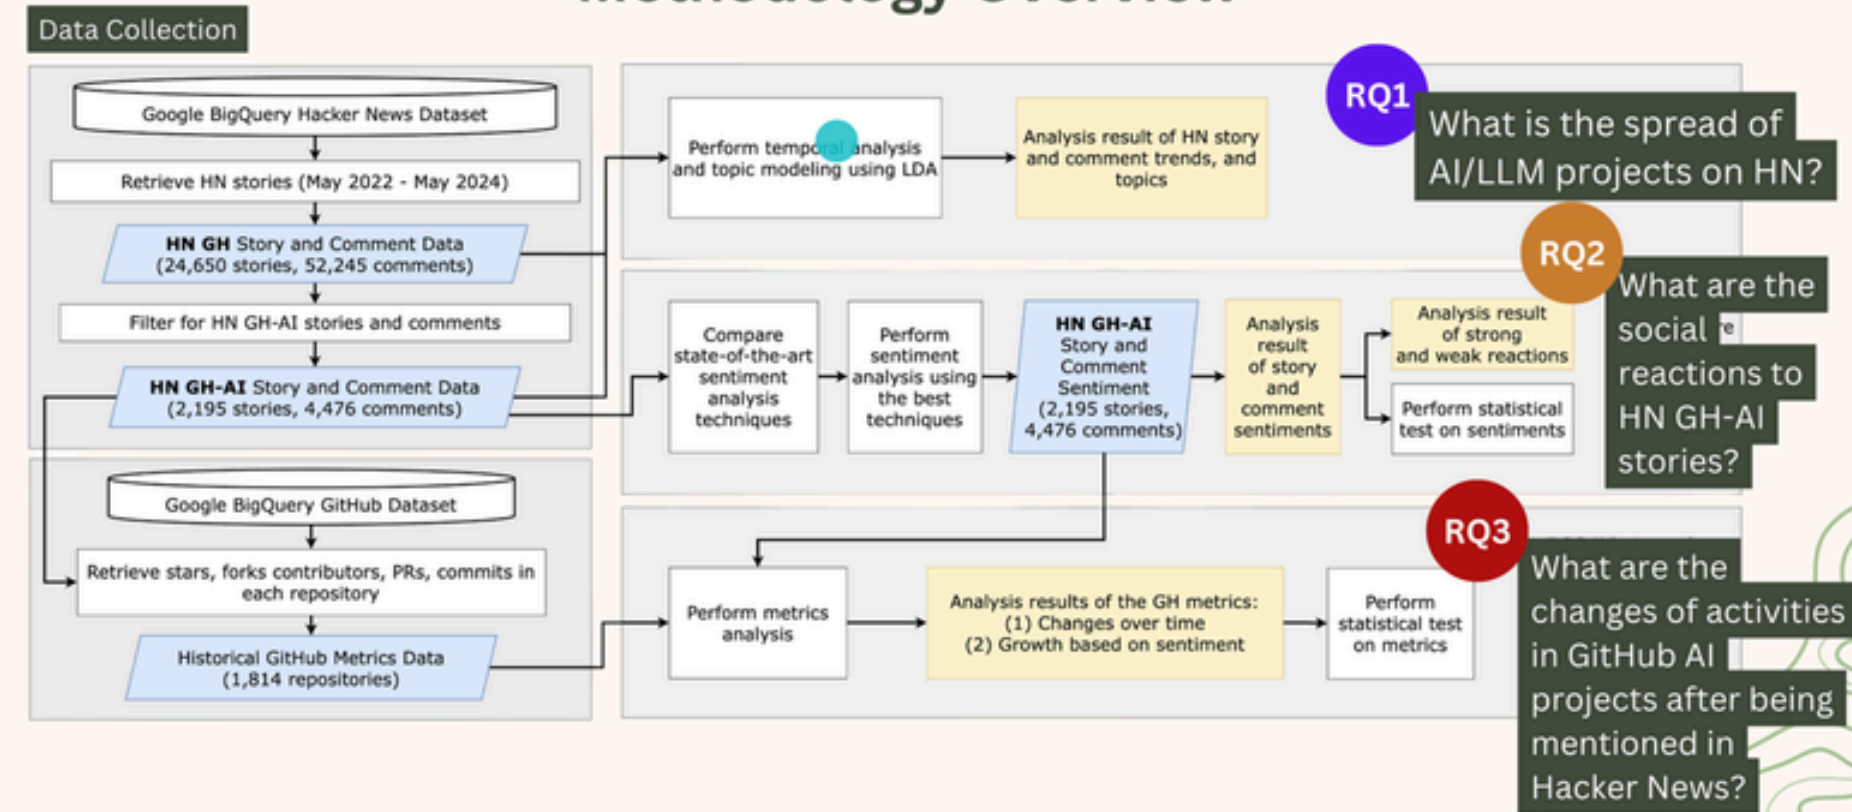 Methodology Overview
Data Collection
Google BigQuery Hacker News Dataset
Retrieve HN stories (May 2022 - May 2024)
HN GH Story and Comment Data
(24,650 stories, 52,245 comments)
Filter for HN GH-AI stories and comments
HN GH-AI Story and Comment Data
(2,195 stories, 4,476 comments)
Google BigQuery GitHub Dataset
Retrieve stars, forks contributors, PRs, commits in
each repository
Historical GitHub Metrics Data
(1,814 repositories)
Perform temporal analysis
and topic modeling using LDA
Analysis result of HN story
and comment trends, and
topics
RQ1
What is the spread of
AI/LLM projects on HN?
Compare
state-of-the-art
sentiment
analysis
techniques
Perform
sentiment
analysis using
the best
techniques
HN GH-AI
Story and
Comment
Sentiment
(2,195 stories,
4,476 comments)
Analysis
result
of story
and
comment
sentiments
Analysis result
of strong
and weak reactions
Perform statistical
test on sentiments
RQ2
What are the
social
reactions to
HN GH-AI
stories?
Perform metrics
analysis
Analysis results of the GH metrics:
(1) Changes over time
(2) Growth based on sentiment
Perform
statistical test
on metrics
RQ3
What are the
changes of activities
in GitHub AI
projects after being
mentioned in
Hacker News?